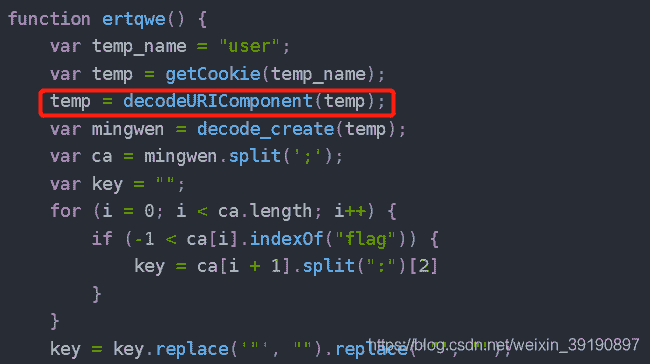 function ertqwe() {
var temp_name = "user";
var temp = getCookie(temp_name);
temp = decodeURIComponent(temp);
var mingwen = decode_create(temp);
var ca = mingwen.split(';');
var key = "";
for (i = 0; i < ca.length; i++) {
if (-1 < ca[i].indexOf("flag")) {
key = ca[i + 1].split(":")[2]
}
}
key = key.replace('"', "").replace(
https://blog.csdn.net/weixin_39190897